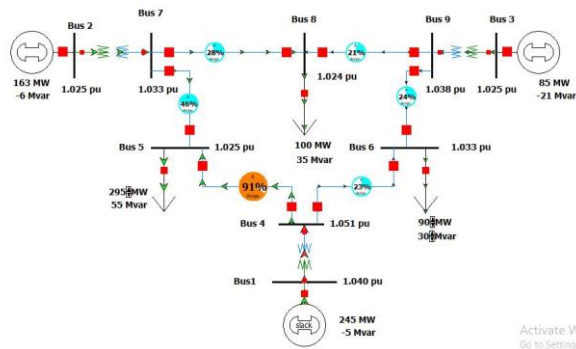 Bus 2
Bus 7
Bus 8
Bus 9
Bus 3
28%
21%
163 MW
-6 Mvar
1.025 pu
1.033 pu
1.024 pu
1.038 pu
1.025 pu
85 MW
-21 Mvar
46%
24%
100 MW
35 Mvar
Bus 5
1.025 pu
Bus 6
1.033 pu
295 MW
55 Mvar
91%
23%
90 MW
30 Mvar
Bus 4
1.051 pu
Bus1
1.040 pu
slack
245 MW
-5 Mvar
Activate W
Go to Setting